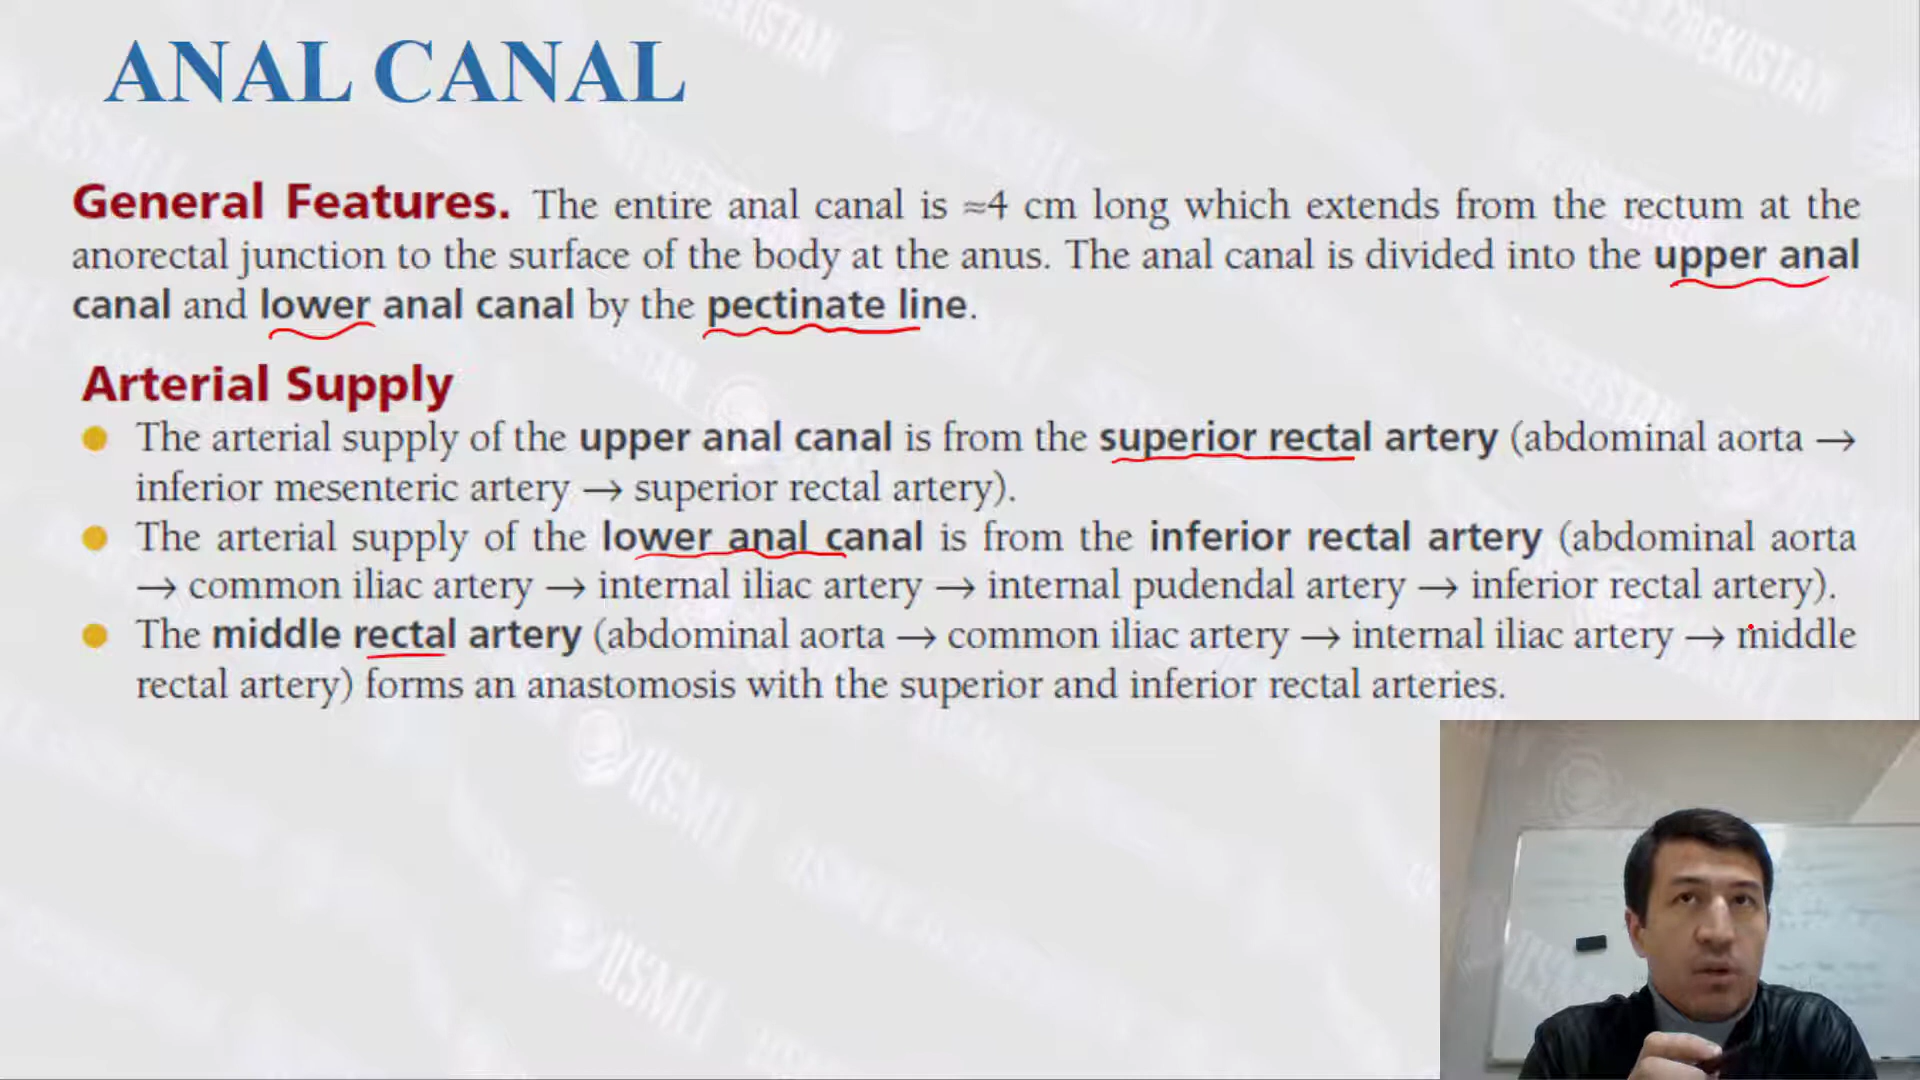 ANAL CANAL
General Features. The entire anal canal is ≈4 cm long which extends from the rectum at the
anorectal junction to the surface of the body at the anus. The anal canal is divided into the upper anal
canal and lower anal canal by the pectinate line.
Arterial Supply
● The arterial supply of the upper anal canal is from the superior rectal artery (abdominal aorta →
inferior mesenteric artery → superior rectal artery).
● The arterial supply of the lower anal canal is from the inferior rectal artery (abdominal aorta
→ common iliac artery → internal iliac artery → internal pudendal artery → inferior rectal artery).
● The middle rectal artery (abdominal aorta → common iliac artery → internal iliac artery → middle
rectal artery) forms an anastomosis with the superior and inferior rectal arteries.